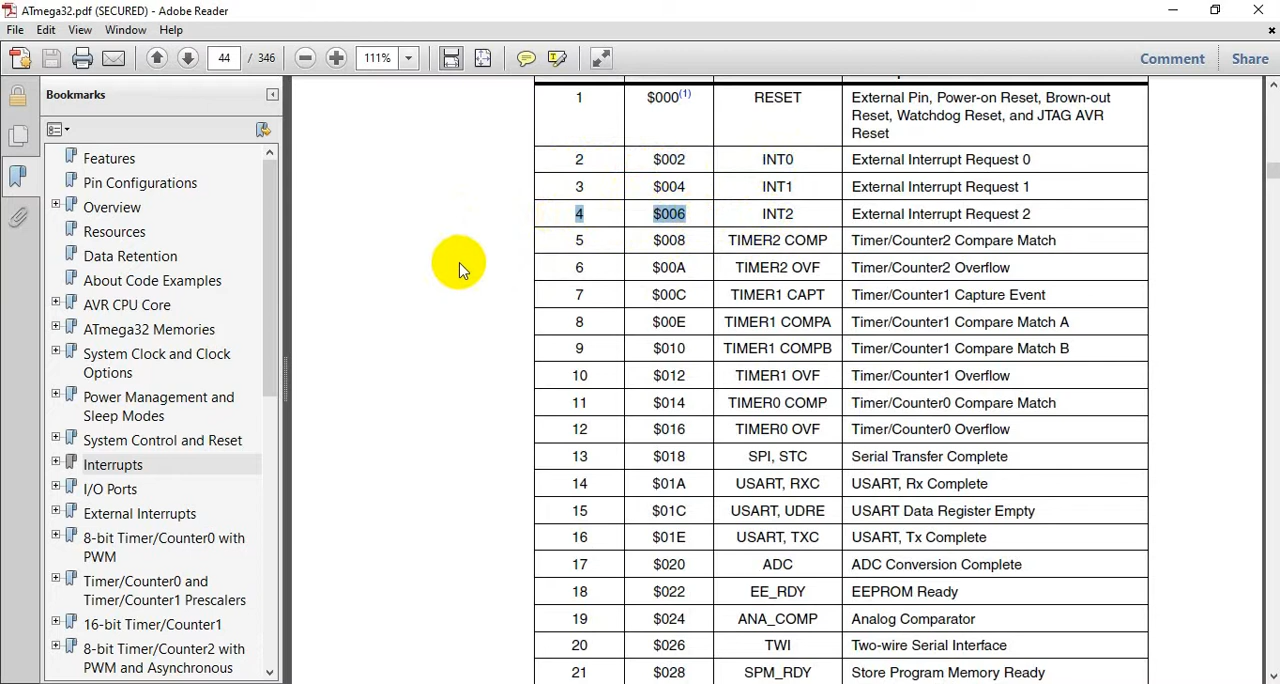 ATmega32.pdf (SECURED) - Adobe Reader
File Edit View Window Help
44 / 346 111% Comment Share
Bookmarks
Features
Pin Configurations
Overview
Resources
Data Retention
About Code Examples
AVR CPU Core
ATmega32 Memories
System Clock and Clock
Options
Power Management and
Sleep Modes
System Control and Reset
Interrupts
I/O Ports
External Interrupts
8-bit Timer/Counter0 with
PWM
Timer/Counter0 and
Timer/Counter1 Prescalers
16-bit Timer/Counter1
8-bit Timer/Counter2 with
PWM and Asynchronous
1 $000(1) RESET External Pin, Power-on Reset, Brown-out
Reset, Watchdog Reset, and JTAG AVR
Reset
2 $002 INT0 External Interrupt Request 0
3 $004 INT1 External Interrupt Request 1
4 $006 INT2 External Interrupt Request 2
5 $008 TIMER2 COMP Timer/Counter2 Compare Match
6 $00A TIMER2 OVF Timer/Counter2 Overflow
7 $00C TIMER1 CAPT Timer/Counter1 Capture Event
8 $00E TIMER1 COMPA Timer/Counter1 Compare Match A
9 $010 TIMER1 COMPB Timer/Counter1 Compare Match B
10 $012 TIMER1 OVF Timer/Counter1 Overflow
11 $014 TIMER0 COMP Timer/Counter0 Compare Match
12 $016 TIMER0 OVF Timer/Counter0 Overflow
13 $018 SPI, STC Serial Transfer Complete
14 $01A USART, RXC USART, Rx Complete
15 $01C USART, UDRE USART Data Register Empty
16 $01E USART, TXC USART, Tx Complete
17 $020 ADC ADC Conversion Complete
18 $022 EE_RDY EEPROM Ready
19 $024 ANA_COMP Analog Comparator
20 $026 TWI Two-wire Serial Interface
21 $028 SPM_RDY Store Program Memory Ready